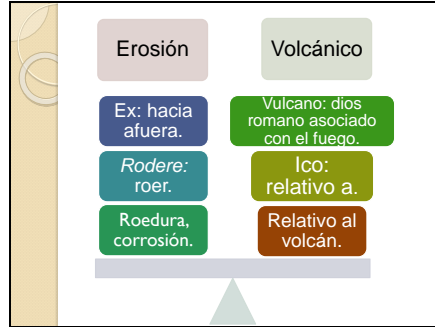 Erosión
Volcánico
Ex: hacia
afuera.
Vulcano: dios
romano asociado
con el fuego.
Rodere:
roer.
Ico:
relativo a.
Roedura,
corrosión.
Relativo al
volcán.